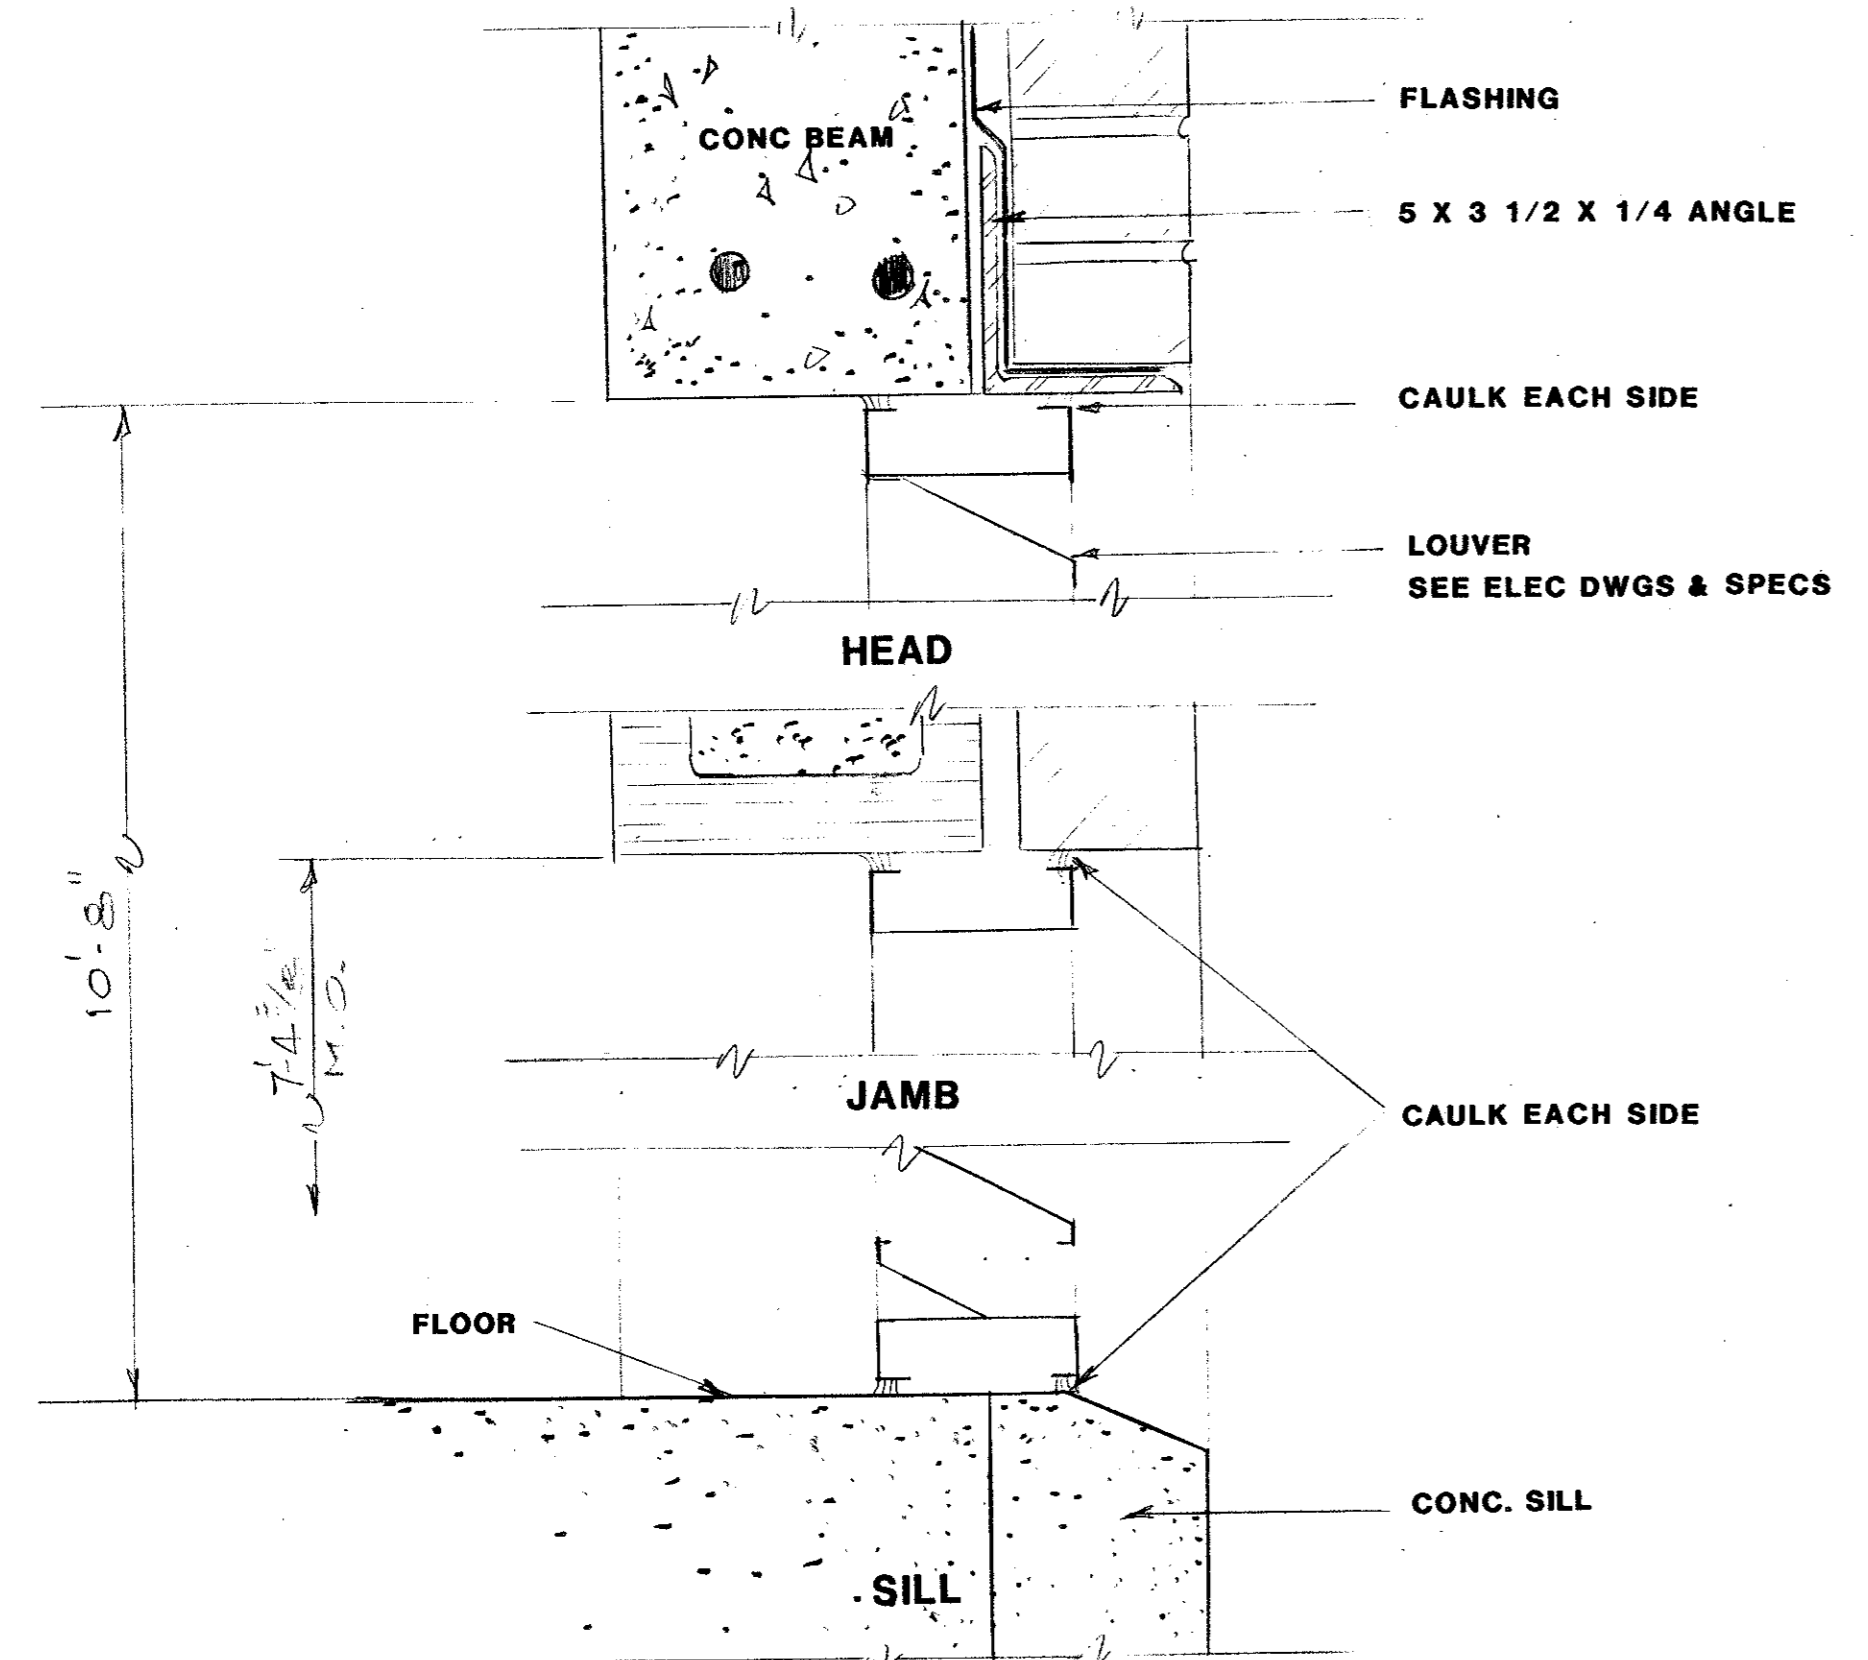 CONC BEAM
FLASHING
5 X 3 1/2 X 1/4 ANGLE
CAULK EACH SIDE
LOUVER
SEE ELEC DWGS & SPECS
HEAD
10'-8"
M.O.
JAMB
CAULK EACH SIDE
FLOOR
CONC. SILL
SILL